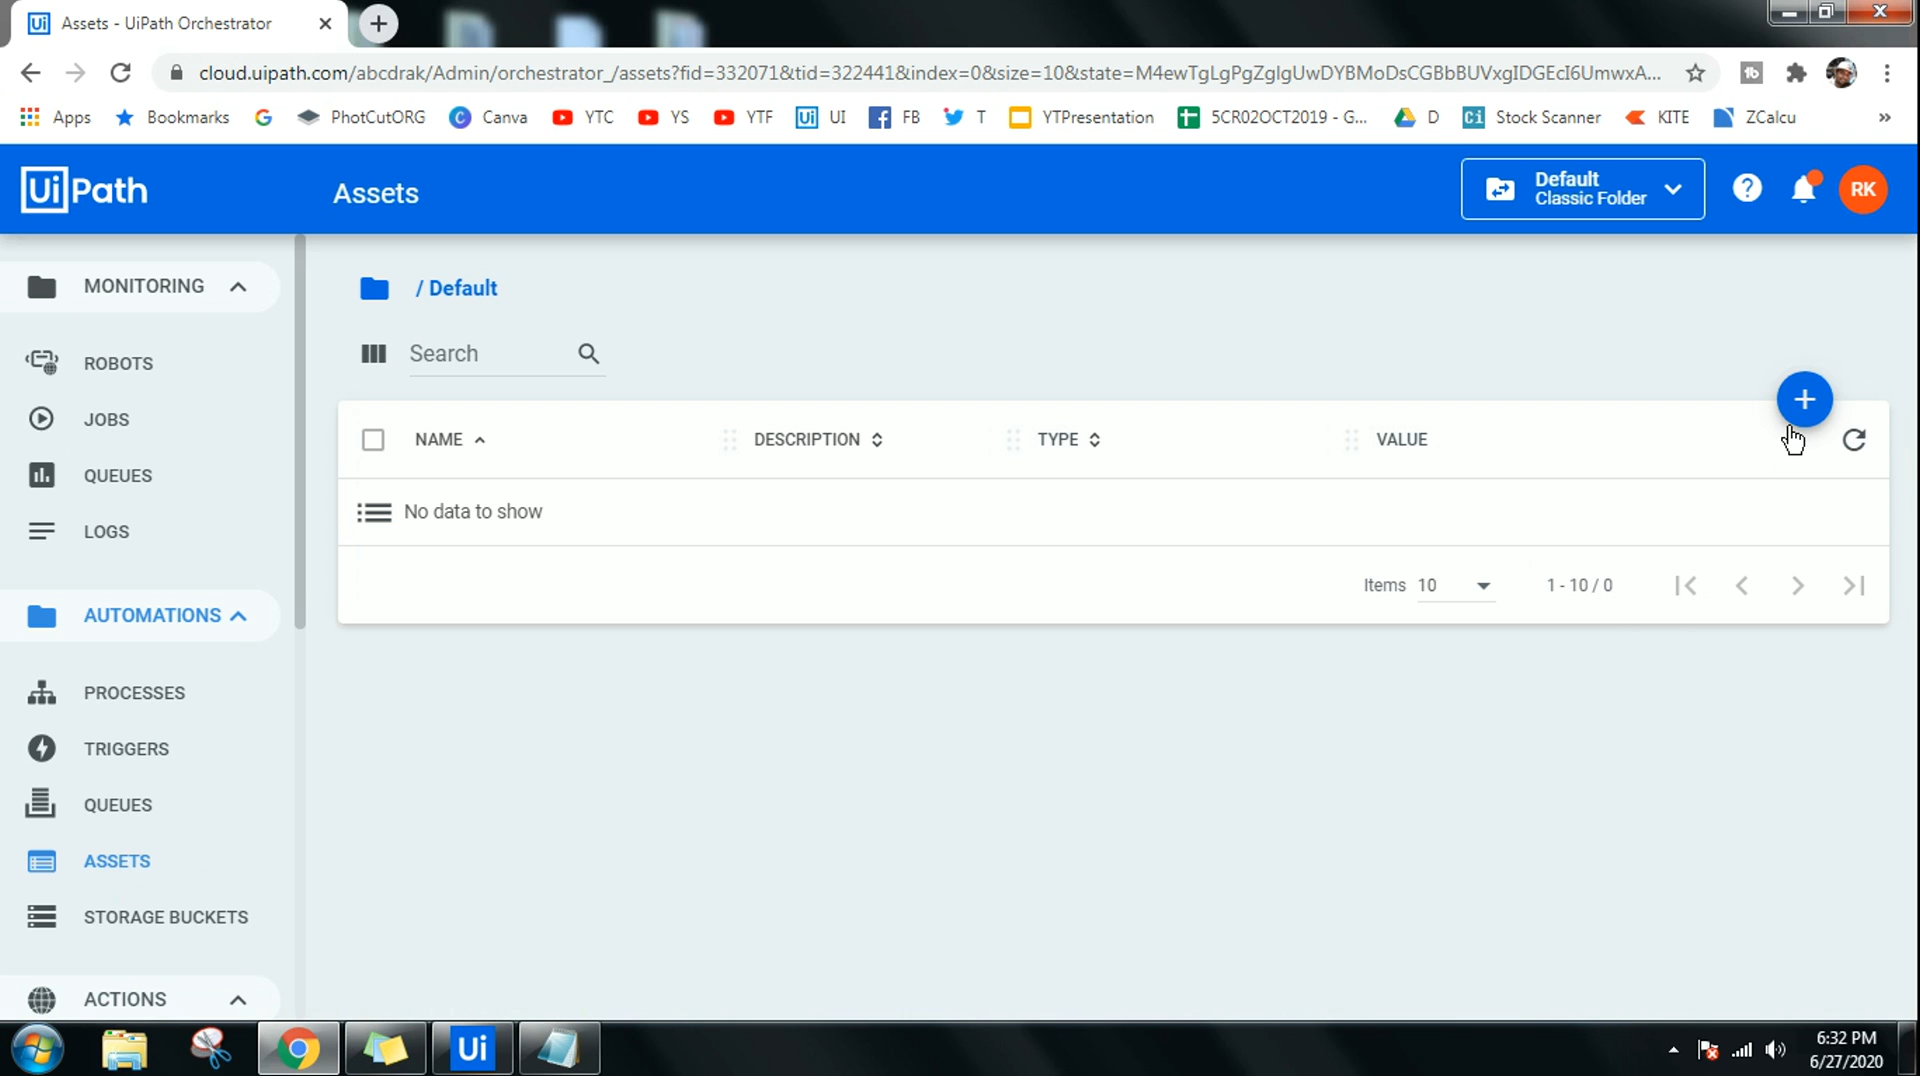 Assets - UiPath Orchestrator
cloud.uipath.com/abcdrak/Admin/orchestrator_/assets?fid=332071&tid=322441&index=0&size=10&state=M4ewTgLgPgZglgUwDYBMoDsCGBbBUVxgIDGEcI6UmwxA...
Apps Bookmarks PhotCutORG Canva YTC YS YTF UI FB T YTPresentation 5CR02OCT2019 - G... D Stock Scanner KITE ZCalcu »
UiPath
Assets
Default
Classic Folder
RK
MONITORING
ROBOTS
JOBS
QUEUES
LOGS
AUTOMATIONS
PROCESSES
TRIGGERS
QUEUES
ASSETS
STORAGE BUCKETS
ACTIONS
/ Default
Search
NAME DESCRIPTION TYPE VALUE
No data to show
Items 10 1 - 10 / 0
6:32 PM
6/27/2020